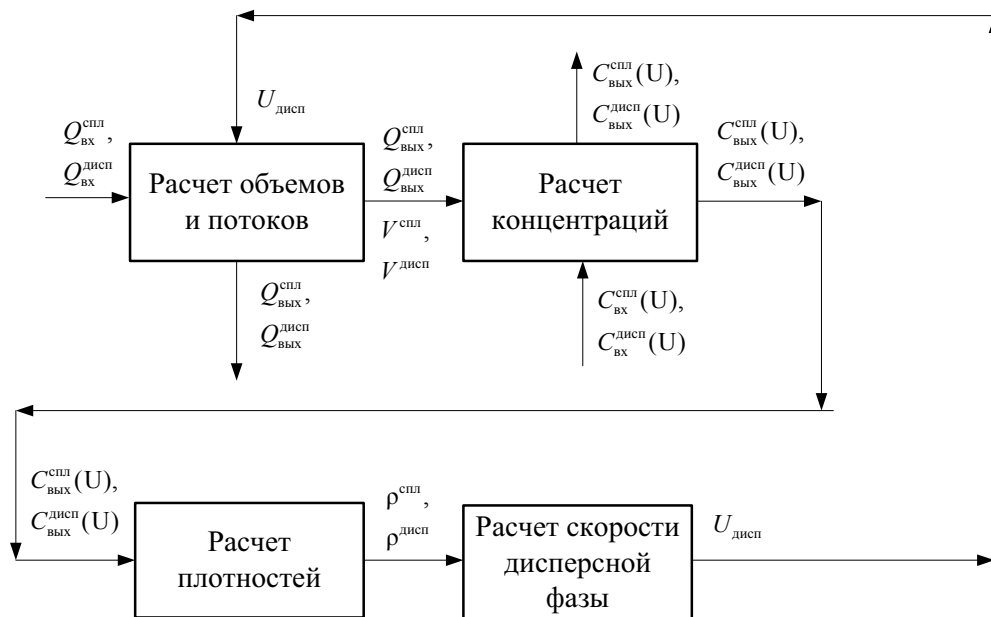 U_дисп
Q_вх^спл,
Q_вх^дисп
Расчет объемов
и потоков
Q_вых^спл,
Q_вых^дисп
V^спл,
V^дисп
Q_вых^спл,
Q_вых^дисп
C_вых^спл(U),
C_вых^дисп(U)
Расчет
концентраций
C_вх^спл(U),
C_вх^дисп(U)
C_вых^спл(U),
C_вых^дисп(U)
C_вых^спл(U),
C_вых^дисп(U)
Расчет
плотностей
ρ^спл,
ρ^дисп
Расчет скорости
дисперсной
фазы
U_дисп